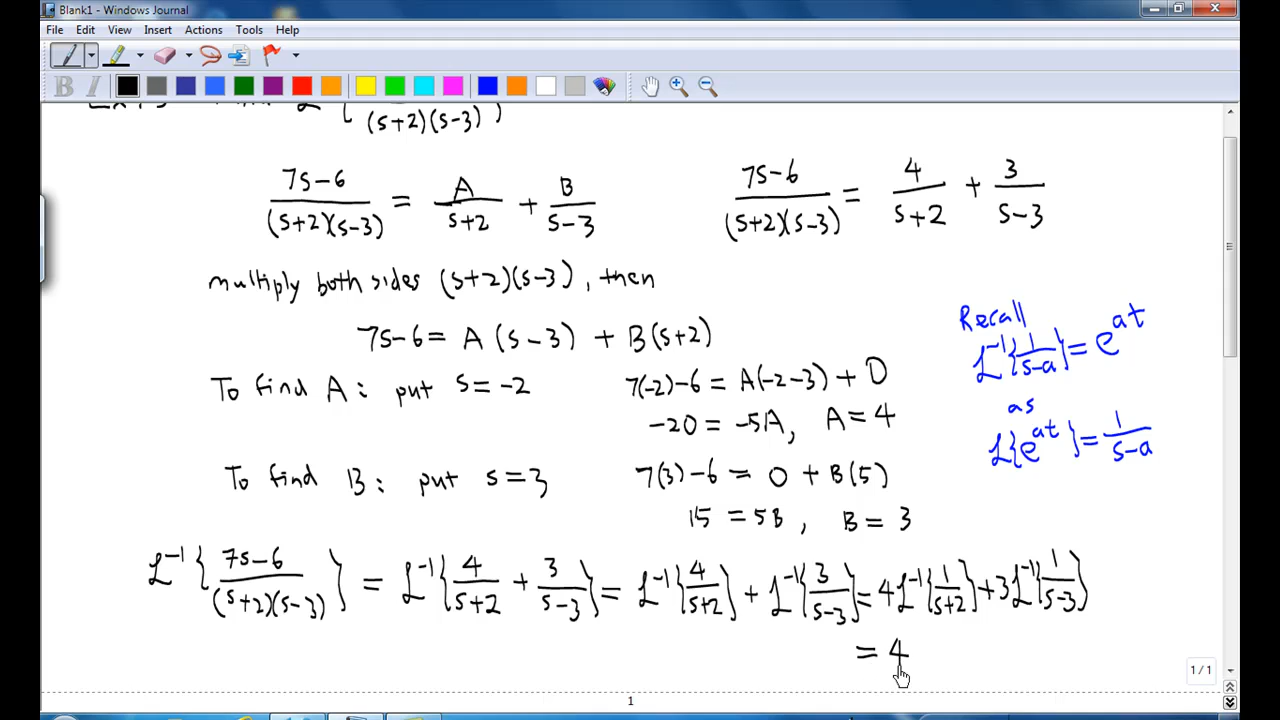 Blank1 - Windows Journal
File Edit View Insert Actions Tools Help
B I
(s+2)(s-3)
7s-6/(s+2)(s-3) = A/s+2 + B/s-3
7s-6/(s+2)(s-3) = 4/s+2 + 3/s-3
multiply both sides (s+2)(s-3), then
7s-6 = A(s-3) + B(s+2)
Recall
ℒ⁻¹{1/s-a} = e^at
To find A: put s=-2
7(-2)-6 = A(-2-3) + 0
-20 = -5A, A=4
as
ℒ{e^at} = 1/s-a
To find B: put s=3
7(3)-6 = 0 + B(5)
15 = 5B, B = 3
ℒ⁻¹{7s-6/(s+2)(s-3)} = ℒ⁻¹{4/s+2 + 3/s-3} = ℒ⁻¹{4/s+2} + ℒ⁻¹{3/s-3} = 4ℒ⁻¹{1/s+2} + 3ℒ⁻¹{1/s-3}
= 4
1 / 1
1